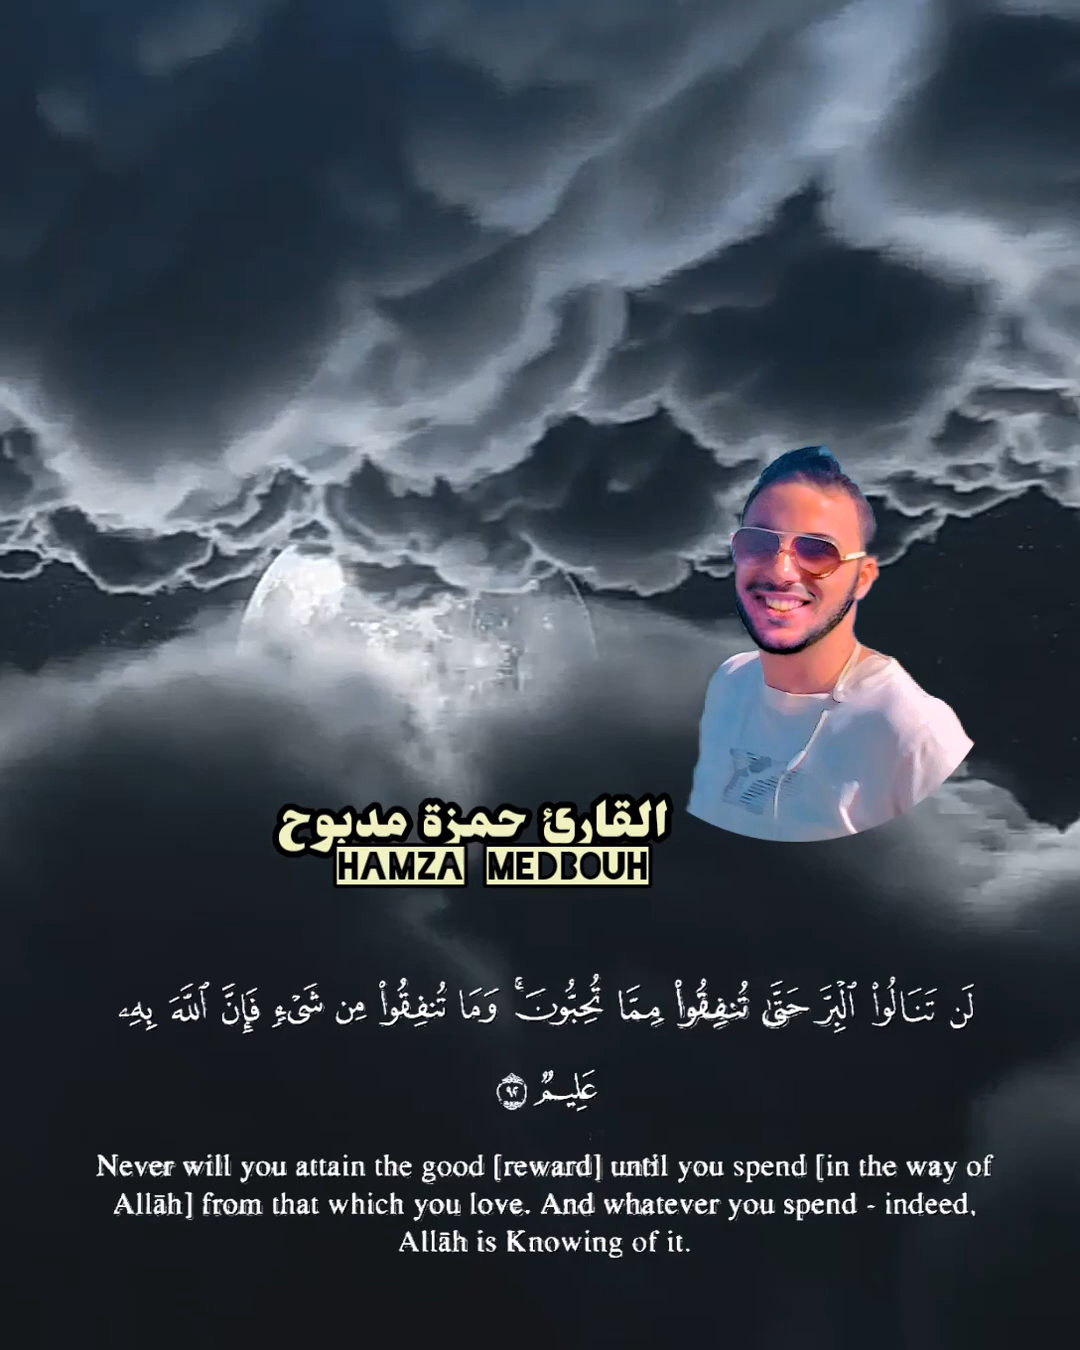 القارئ حمزة مدبوح
HAMZA MEDBOUH
لَن تَنَالُوا۟ ٱلْبِرَّ حَتَّىٰ تُنفِقُوا۟ مِمَّا تُحِبُّونَ ۚ وَمَا تُنفِقُوا۟ مِن شَىْءٍ فَإِنَّ ٱللَّهَ بِهِۦ
عَلِيمٌ ٩٢
Never will you attain the good [reward] until you spend [in the way of
Allāh] from that which you love. And whatever you spend - indeed,
Allāh is Knowing of it.